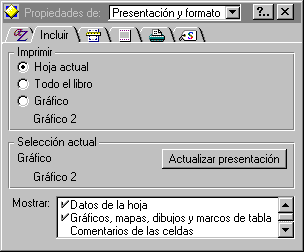 Propiedades de: Presentación y formato ?..
Incluir
Imprimir
Hoja actual
Todo el libro
Gráfico
Gráfico 2
Selección actual
Gráfico Actualizar presentación
Gráfico 2
Mostrar: Datos de la hoja
Gráficos, mapas, dibujos y marcos de tabla
Comentarios de las celdas